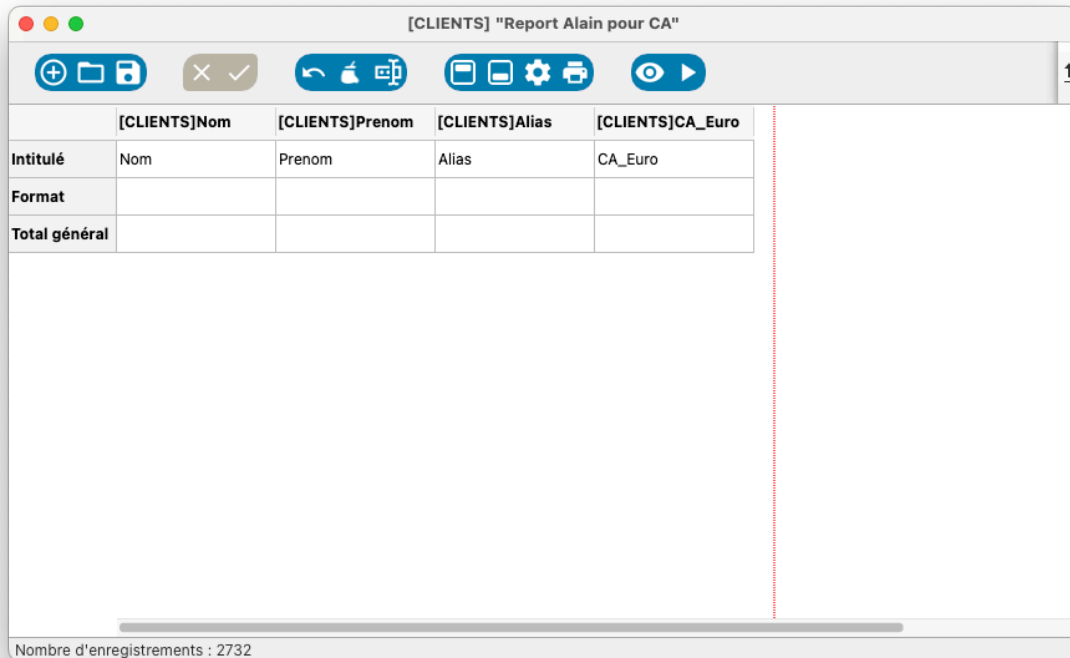 [CLIENTS] "Report Alain pour CA"
[CLIENTS]Nom [CLIENTS]Prenom [CLIENTS]Alias [CLIENTS]CA_Euro
Intitulé Nom Prenom Alias CA_Euro
Format
Total général
Nombre d'enregistrements : 2732